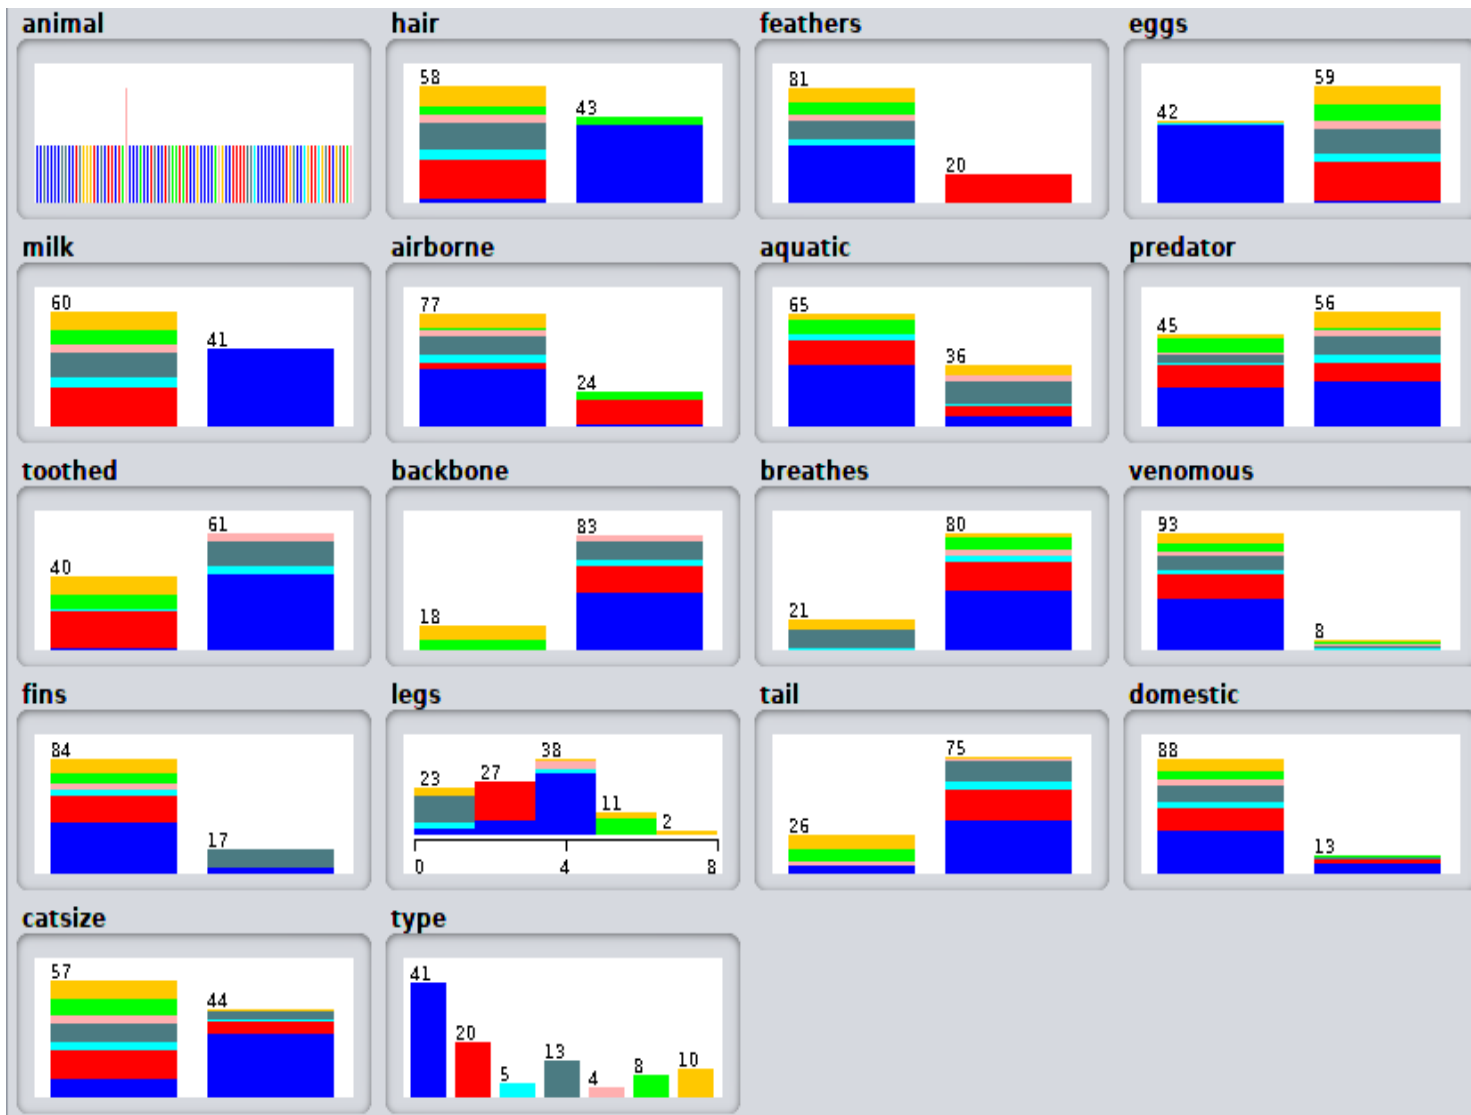 animal hair feathers eggs
58 43 81 20 42 59
milk airborne aquatic predator
60 41 77 24 65 36 45 56
toothed backbone breathes venomous
40 61 18 83 21 80 93 8
fins legs tail domestic
84 17 23 27 38 11 2 26 75 88 13
0 4 8
catsize type
57 44 41 20 5 13 4 8 10